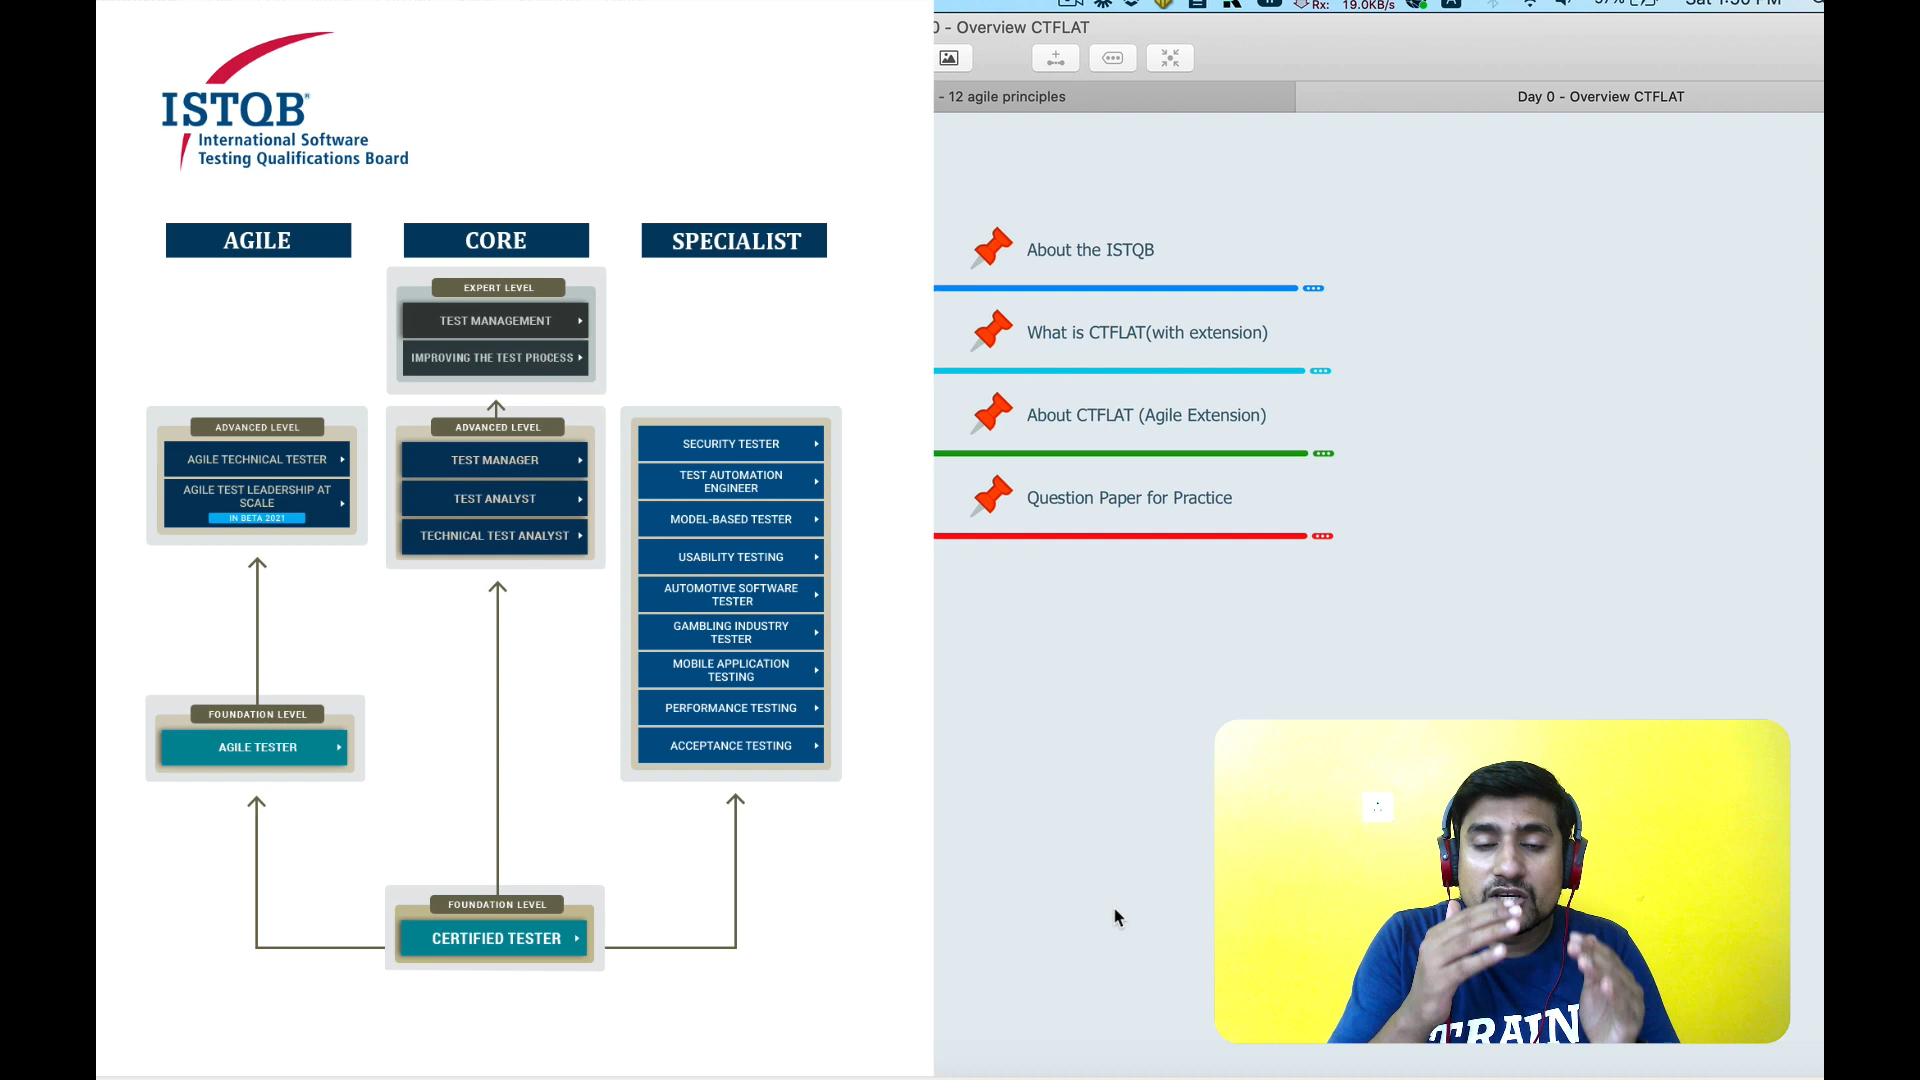 ISTQB®
International Software
Testing Qualifications Board
AGILE
CORE
SPECIALIST
EXPERT LEVEL
TEST MANAGEMENT
IMPROVING THE TEST PROCESS
ADVANCED LEVEL
AGILE TECHNICAL TESTER
AGILE TEST LEADERSHIP AT
SCALE
IN BETA 2021
ADVANCED LEVEL
TEST MANAGER
TEST ANALYST
TECHNICAL TEST ANALYST
SECURITY TESTER
TEST AUTOMATION
ENGINEER
MODEL-BASED TESTER
USABILITY TESTING
AUTOMOTIVE SOFTWARE
TESTER
GAMBLING INDUSTRY
TESTER
MOBILE APPLICATION
TESTING
PERFORMANCE TESTING
ACCEPTANCE TESTING
FOUNDATION LEVEL
AGILE TESTER
FOUNDATION LEVEL
CERTIFIED TESTER
Rx: 19.0KB/s
0 - Overview CTFLAT
- 12 agile principles
Day 0 - Overview CTFLAT
About the ISTQB
What is CTFLAT(with extension)
About CTFLAT (Agile Extension)
Question Paper for Practice
TRAIN